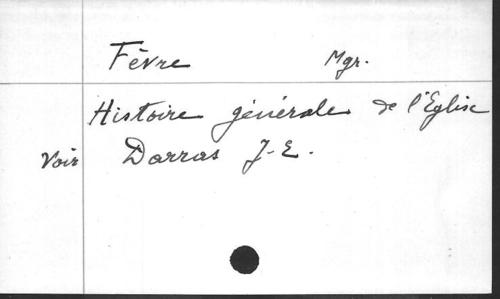 Fèvre Mgr.
Histoire générale de l'Eglise
Voir Darras J-E.